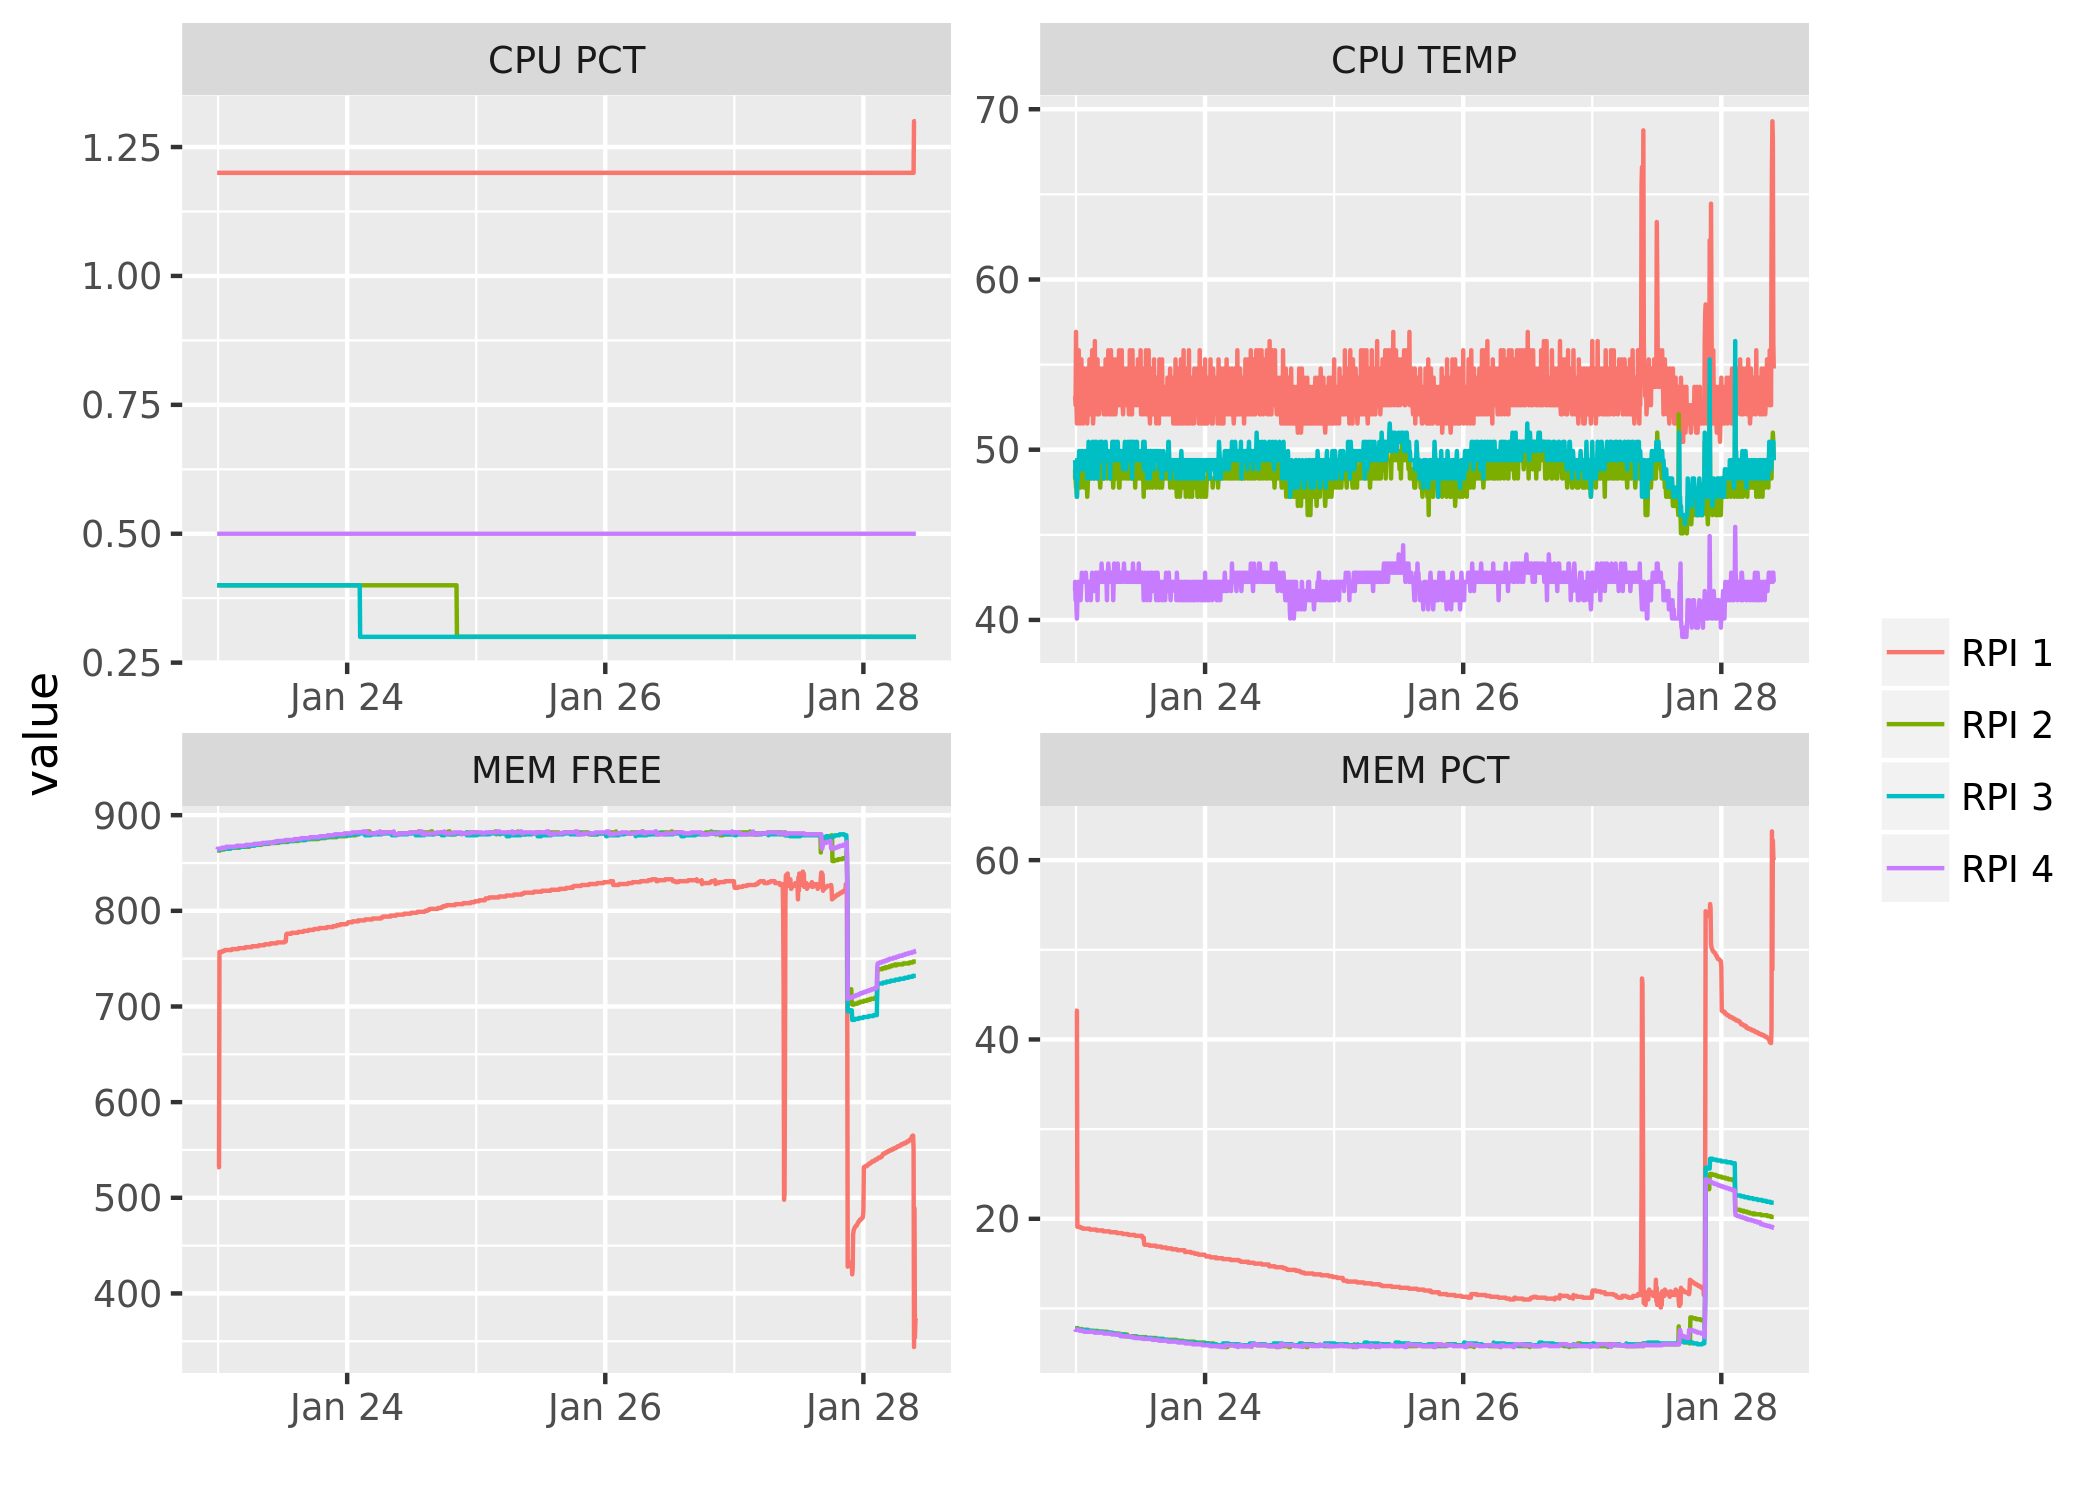 CPU PCT
CPU TEMP
1.25
1.00
0.75
0.50
0.25
70
60
50
40
Jan 24
Jan 26
Jan 28
Jan 24
Jan 26
Jan 28
value
MEM FREE
MEM PCT
900
800
700
600
500
400
60
40
20
Jan 24
Jan 26
Jan 28
Jan 24
Jan 26
Jan 28
RPI 1
RPI 2
RPI 3
RPI 4